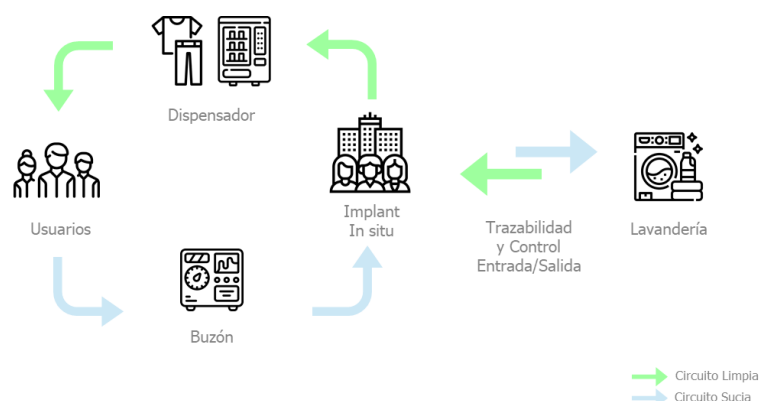 Dispensador
Usuarios
Implant
In situ
Trazabilidad
y Control
Entrada/Salida
Lavandería
Buzón
Circuito Limpia
Circuito Sucia